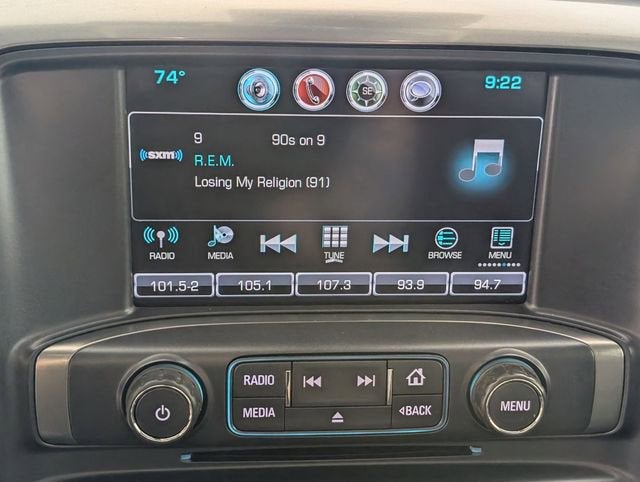 74° SE 9:22
9 90s on 9
((sxm))
R.E.M.
Losing My Religion (91)
RADIO MEDIA TUNE BROWSE MENU
101.5-2 105.1 107.3 93.9 94.7
RADIO
MEDIA BACK
MENU